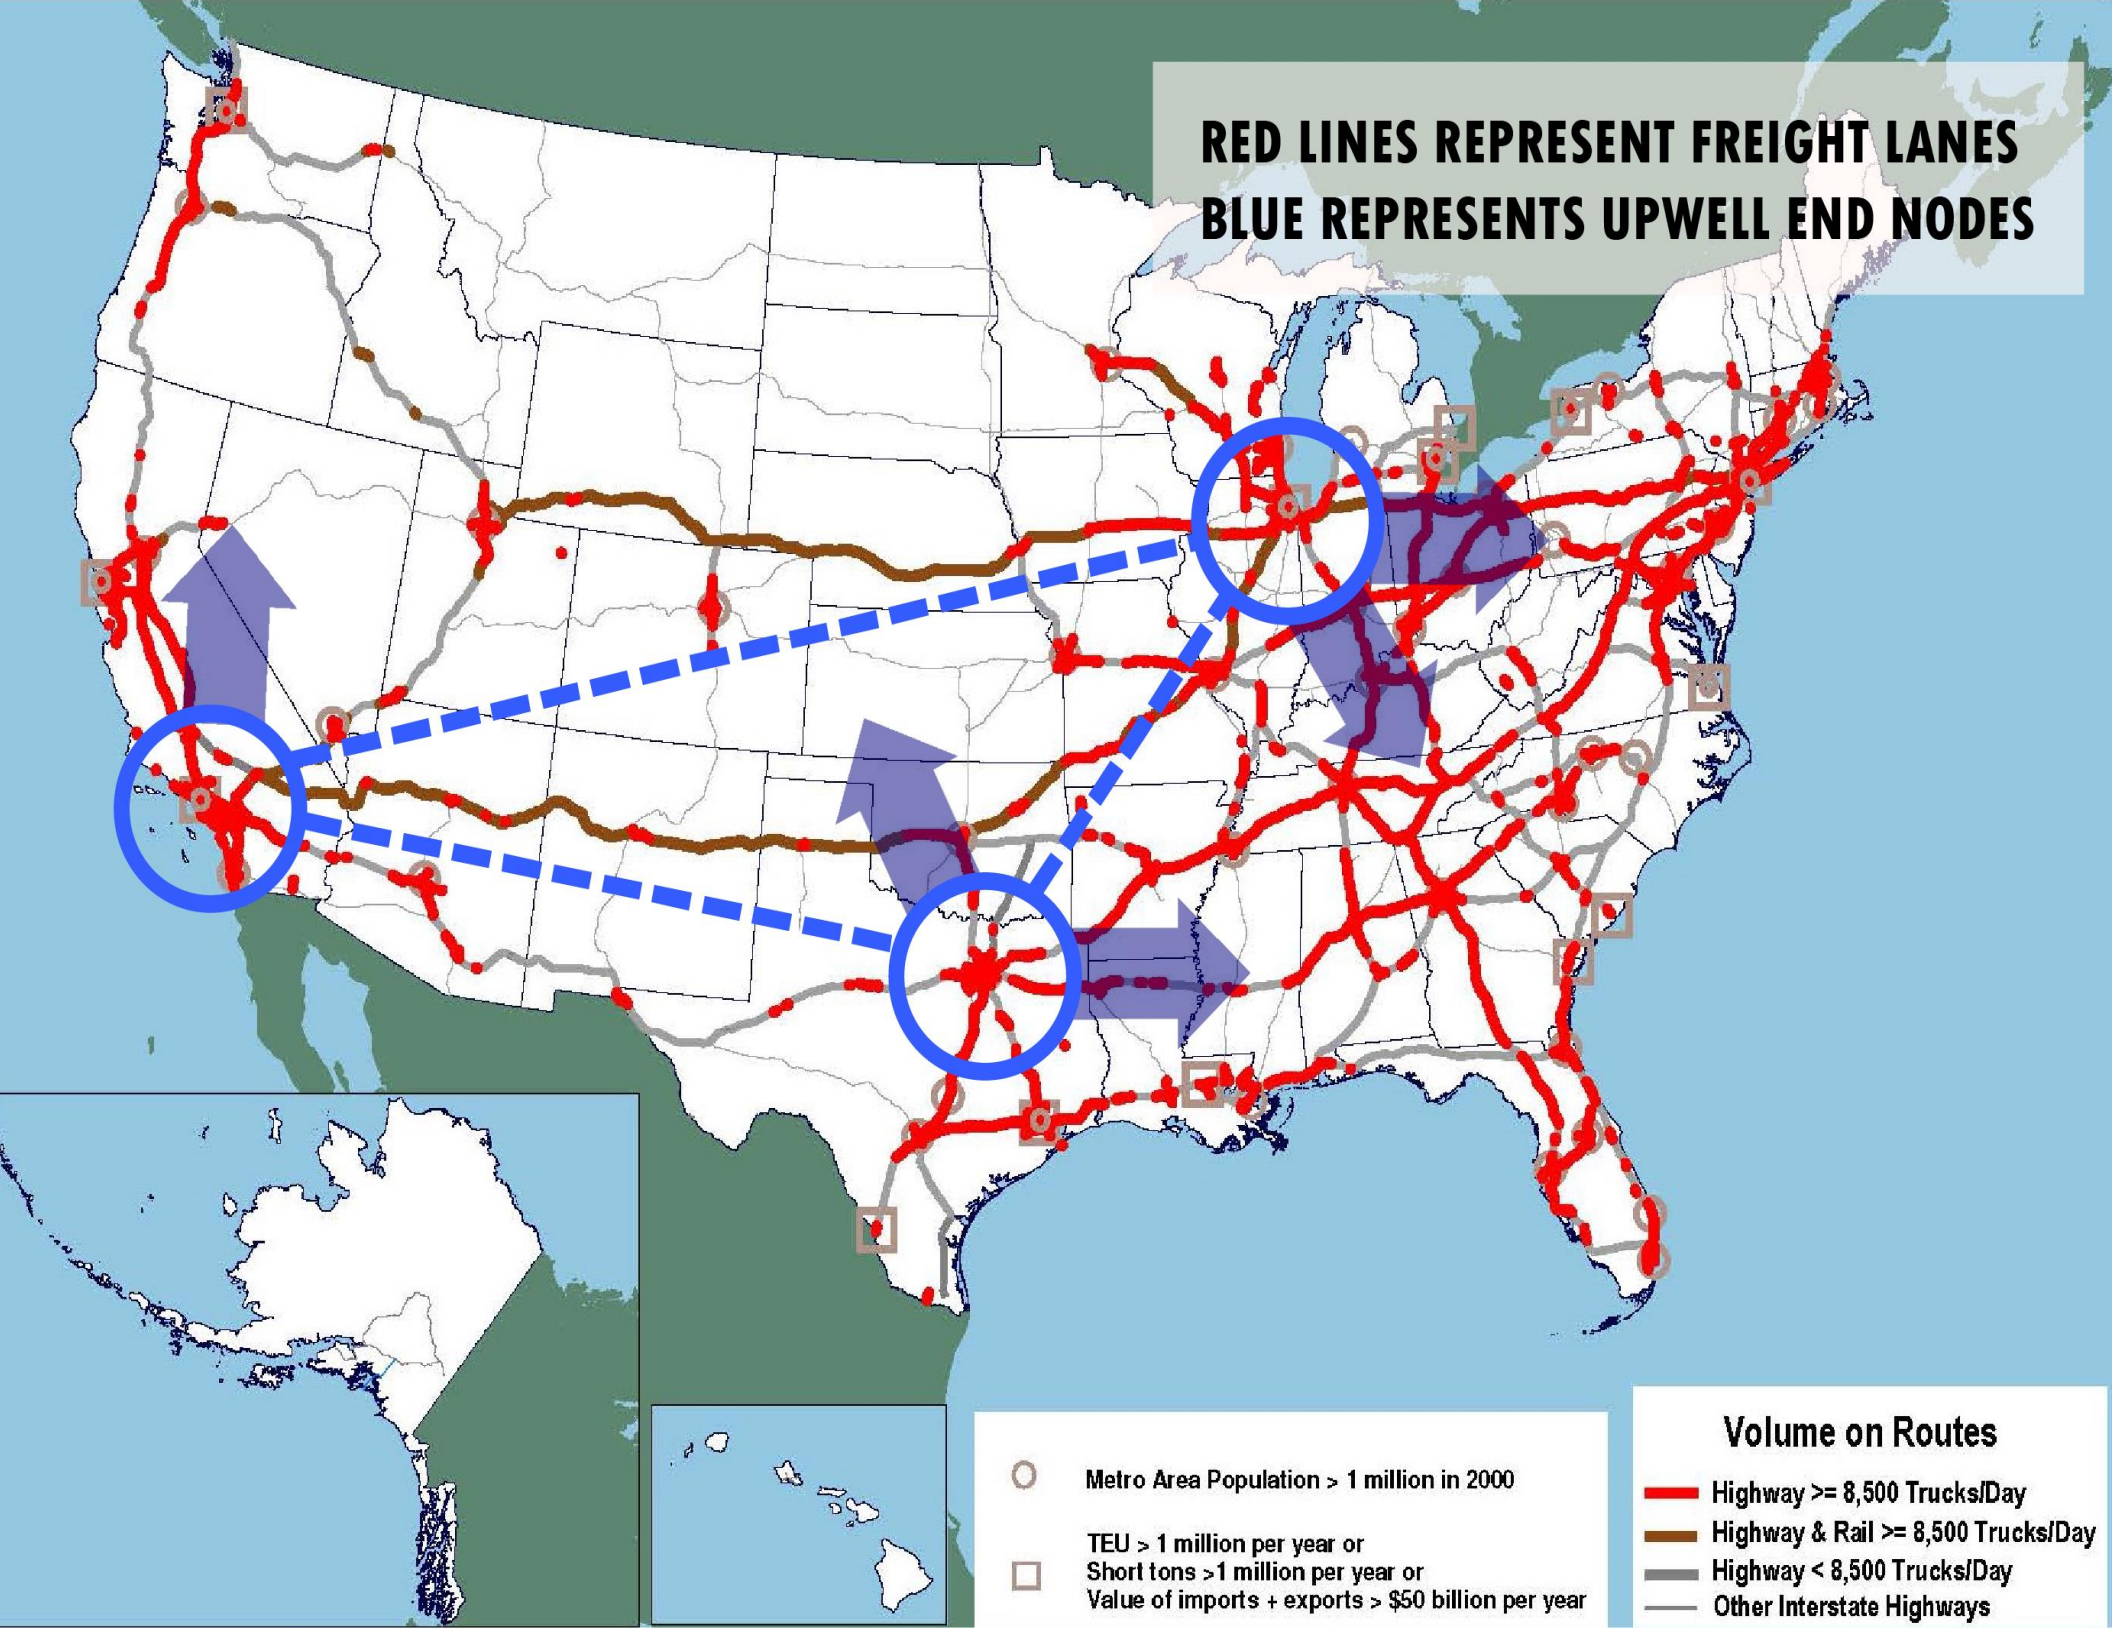 RED LINES REPRESENT FREIGHT LANES
BLUE REPRESENTS UPWELL END NODES
Metro Area Population > 1 million in 2000
TEU > 1 million per year or
Short tons >1 million per year or
Value of imports + exports > $50 billion per year
Volume on Routes
Highway >= 8,500 Trucks/Day
Highway & Rail >= 8,500 Trucks/Day
Highway < 8,500 Trucks/Day
Other Interstate Highways